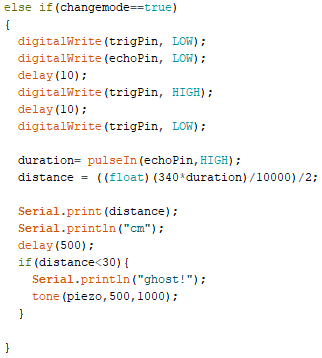 else if(changemode==true)
{
digitalWrite(trigPin, LOW);
digitalWrite(echoPin, LOW);
delay(10);
digitalWrite(trigPin, HIGH);
delay(10);
digitalWrite(trigPin, LOW);
duration= pulseIn(echoPin,HIGH);
distance = ((float)(340*duration)/10000)/2;
Serial.print(distance);
Serial.println("cm");
delay(500);
if(distance<30){
Serial.println("ghost!");
tone(piezo,500,1000);
}
}